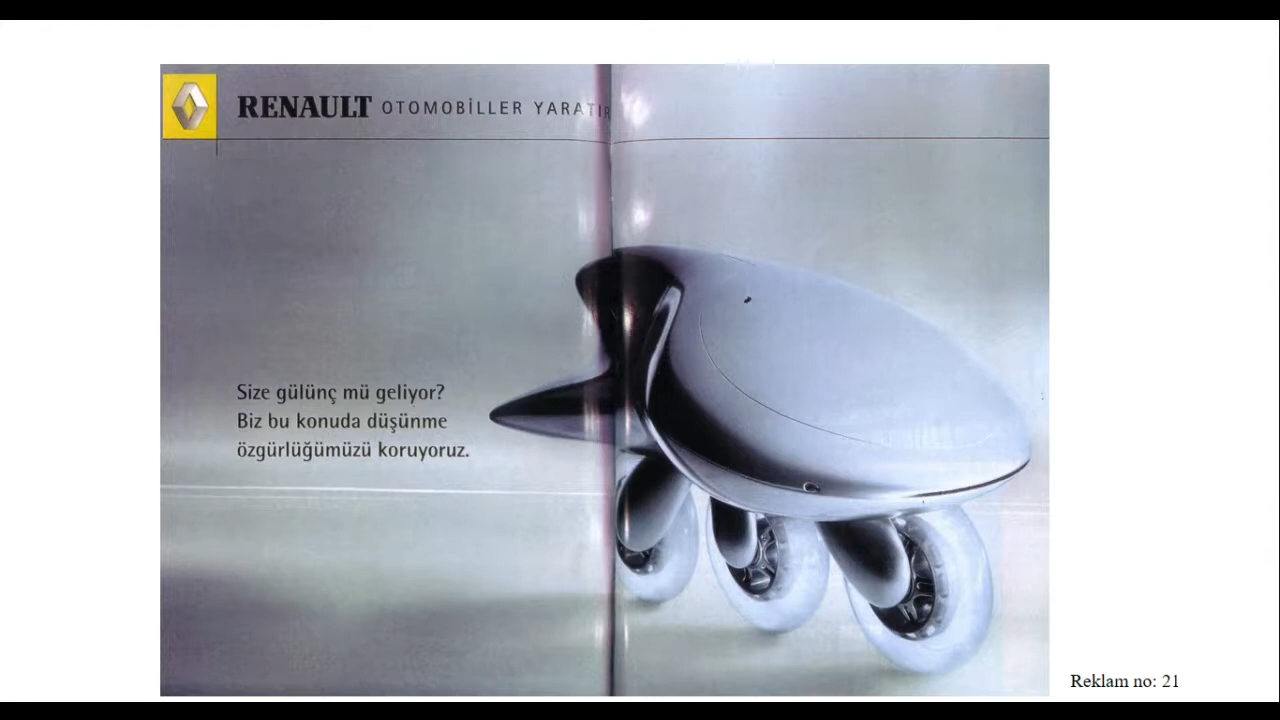 RENAULT OTOMOBİLLER YARATIR
Size gülünç mü geliyor?
Biz bu konuda düşünme
özgürlüğümüzü koruyoruz.
Reklam no: 21